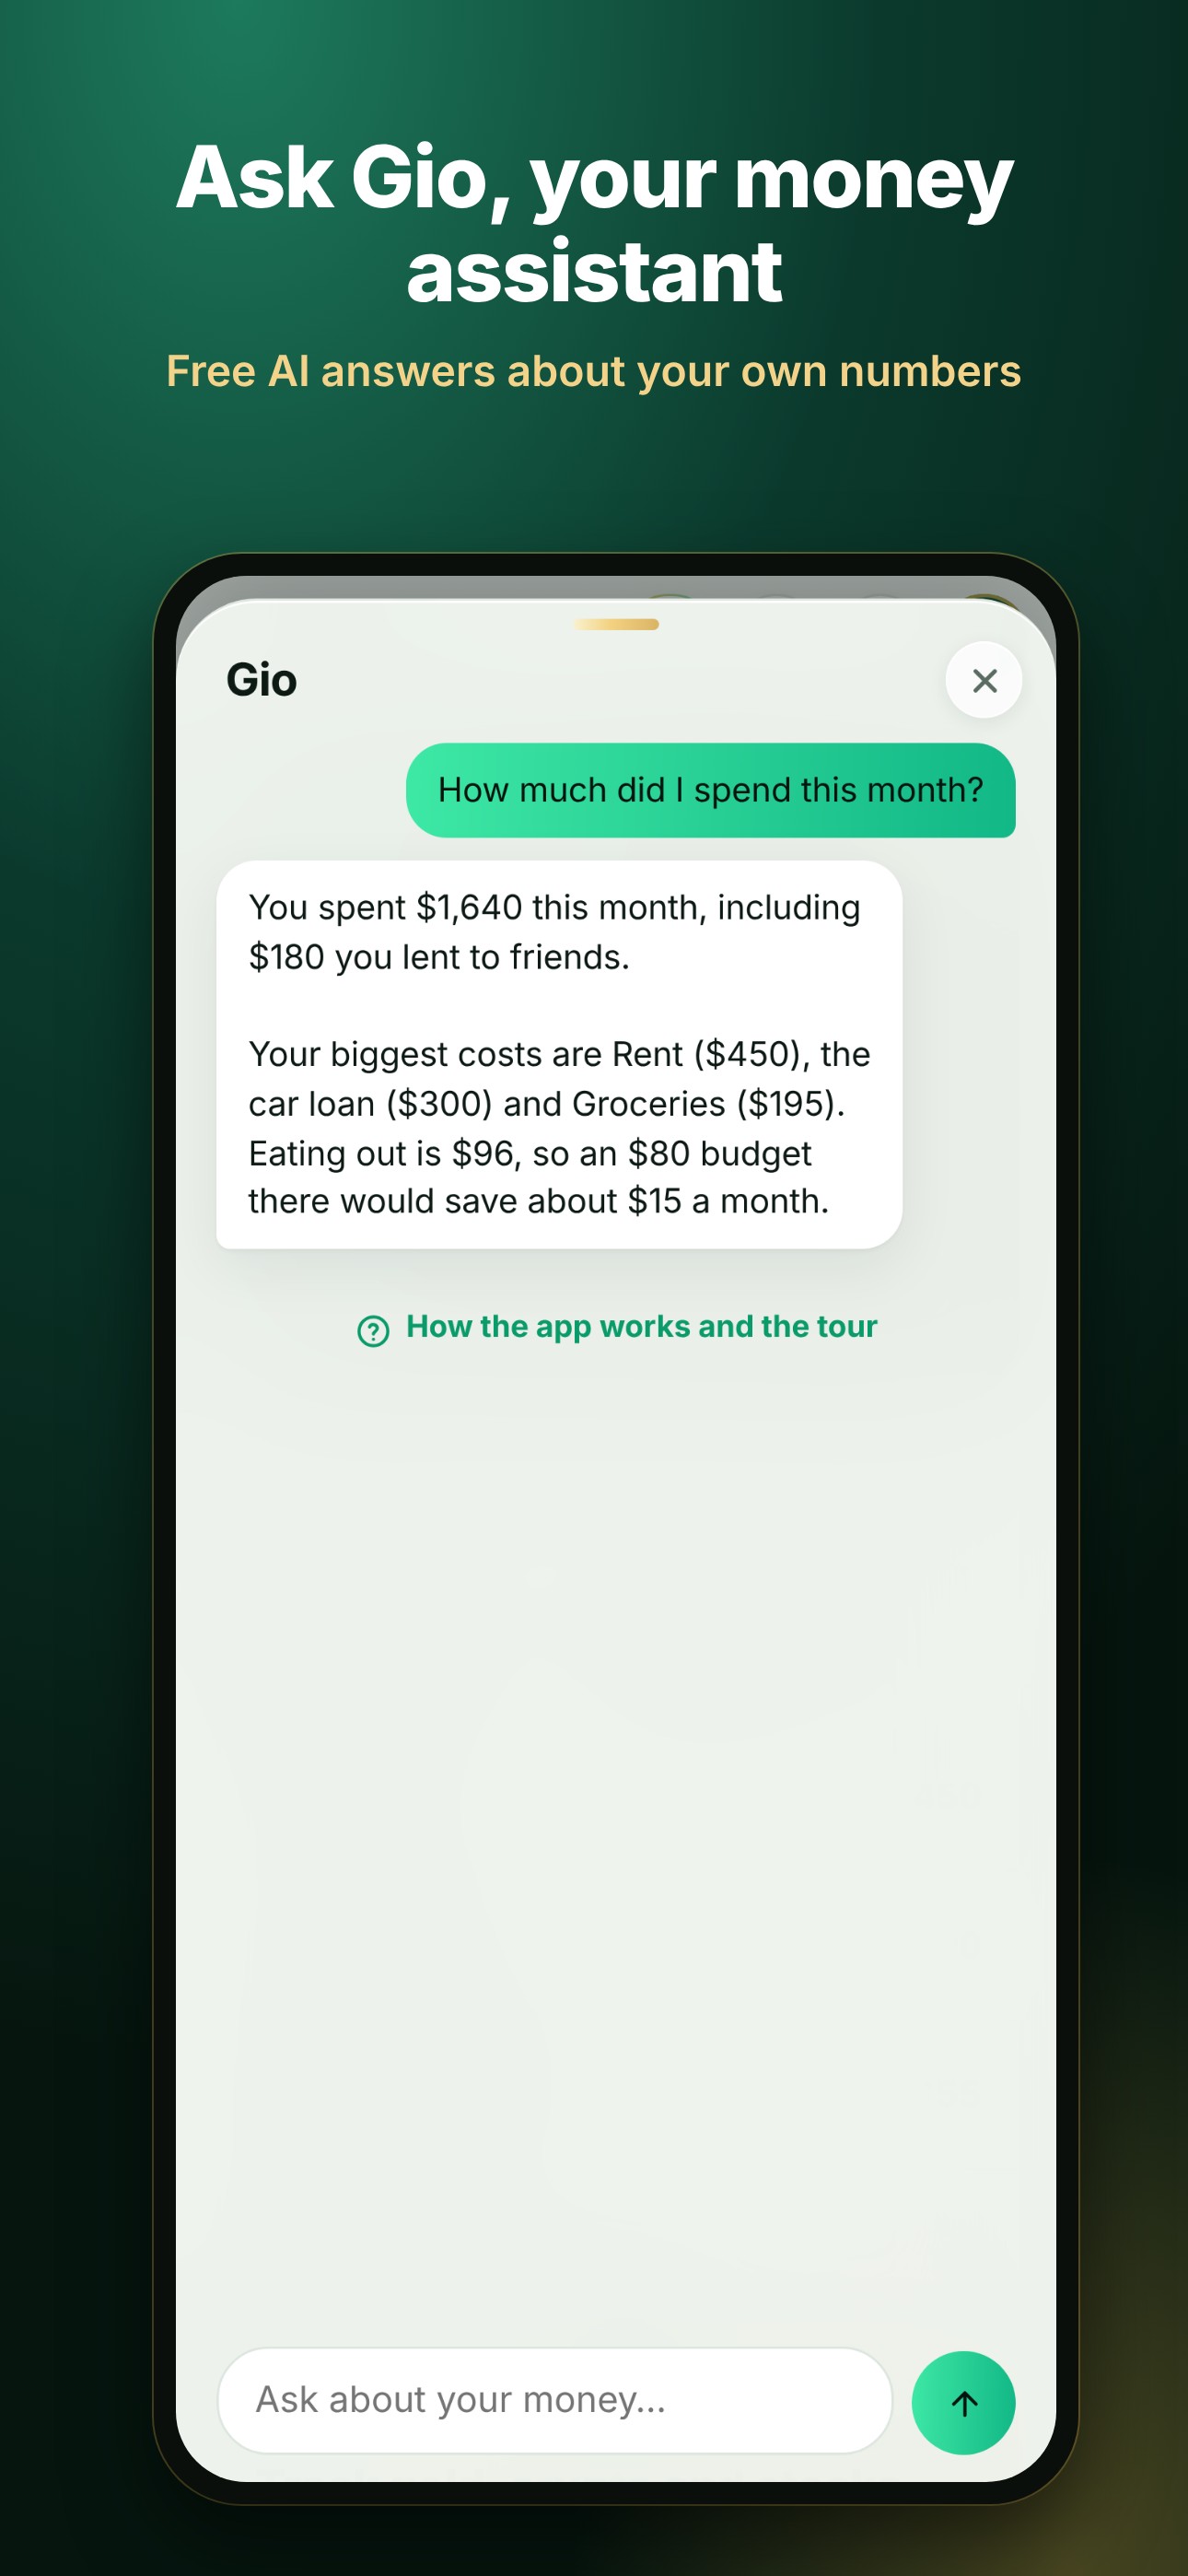 Ask Gio, your money
assistant
Free AI answers about your own numbers
Gio
How much did I spend this month?
You spent $1,640 this month, including
$180 you lent to friends.
Your biggest costs are Rent ($450), the
car loan ($300) and Groceries ($195).
Eating out is $96, so an $80 budget
there would save about $15 a month.
How the app works and the tour
Ask about your money...